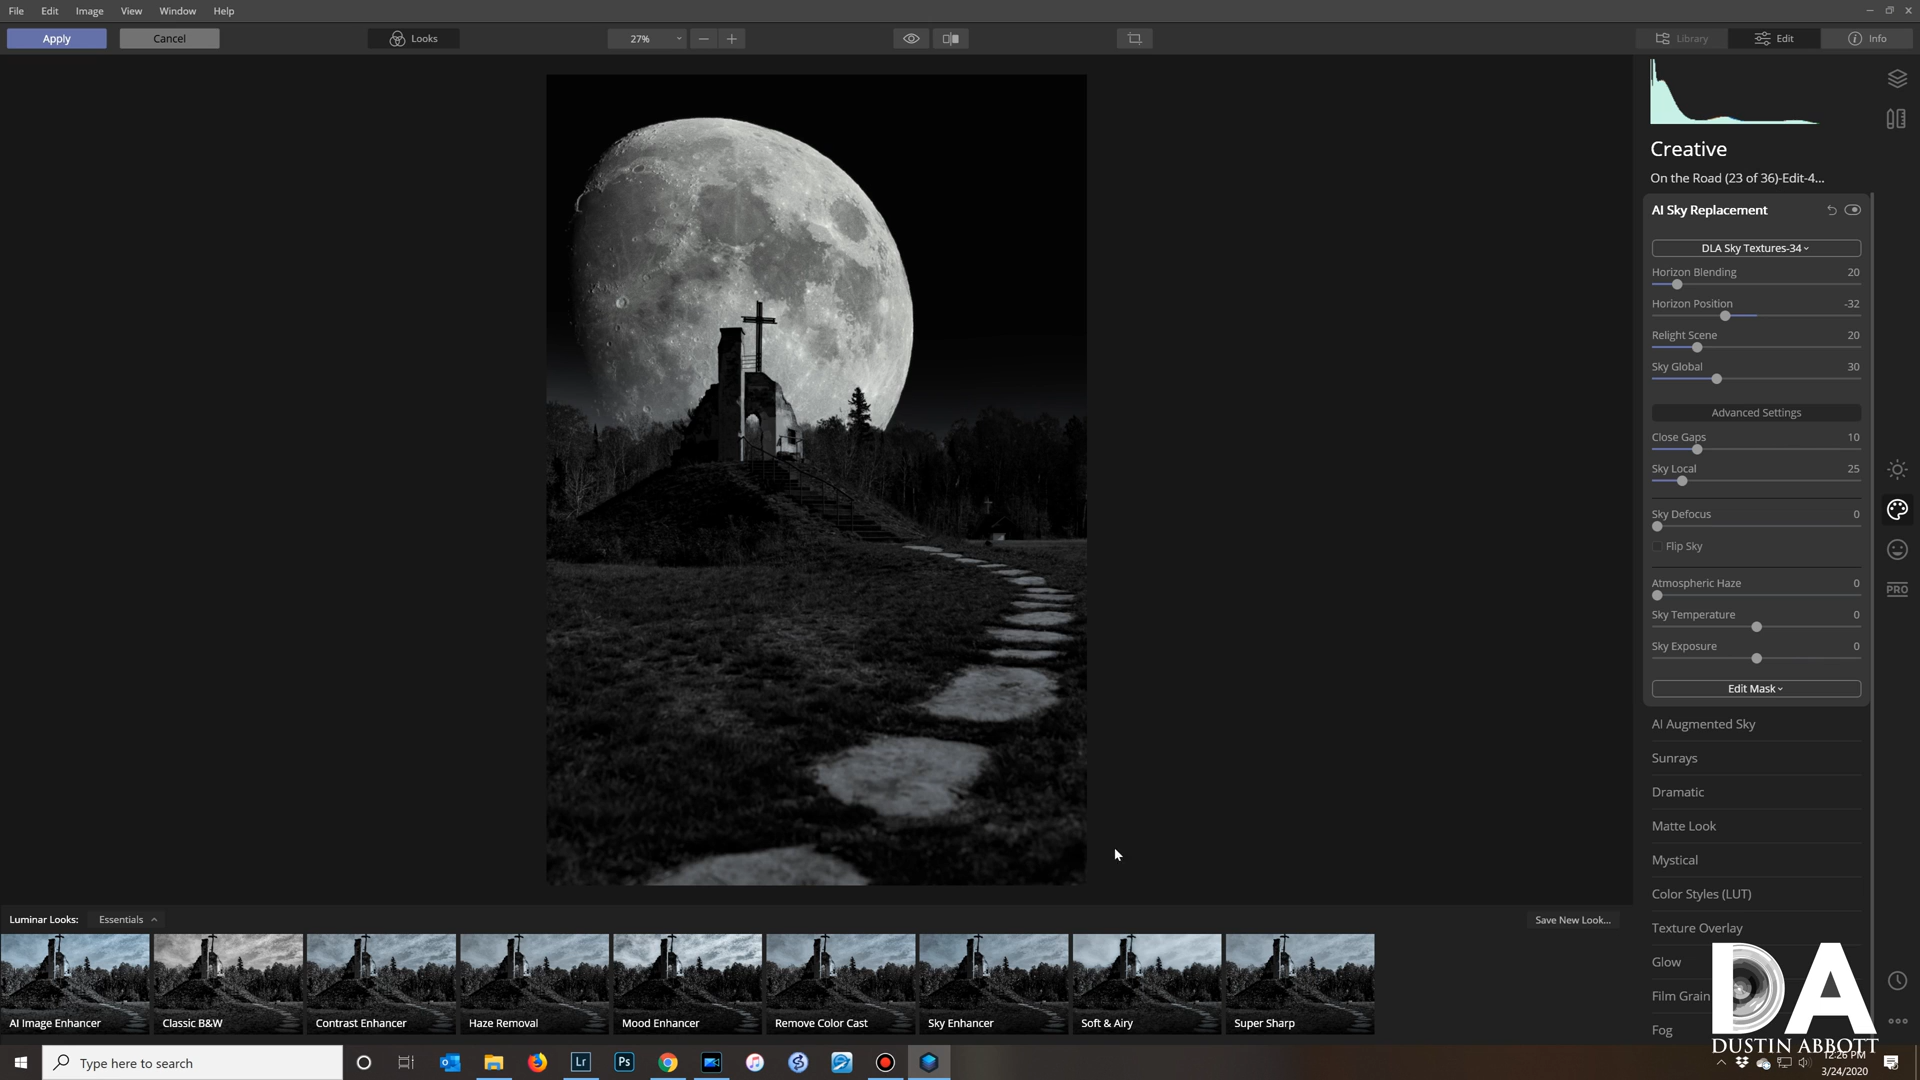 File Edit Image View Window Help
Apply Cancel Looks 27% Library Edit Info
Creative
On the Road (23 of 36)-Edit-4...
AI Sky Replacement
DLA Sky Textures-34
Horizon Blending 20
Horizon Position -32
Relight Scene 20
Sky Global 30
Advanced Settings
Close Gaps 10
Sky Local 25
Sky Defocus 0
Flip Sky
Atmospheric Haze 0
Sky Temperature 0
Sky Exposure 0
Edit Mask
PRO
AI Augmented Sky
Sunrays
Dramatic
Matte Look
Mystical
Color Styles (LUT)
Texture Overlay
Glow
Film Grain
Fog
Luminar Looks: Essentials Save New Look...
AI Image Enhancer Classic B&W Contrast Enhancer Haze Removal Mood Enhancer Remove Color Cast Sky Enhancer Soft & Airy Super Sharp
DA
DUSTIN ABBOTT
Type here to search
Lr Ps
12:26 PM
3/24/2020